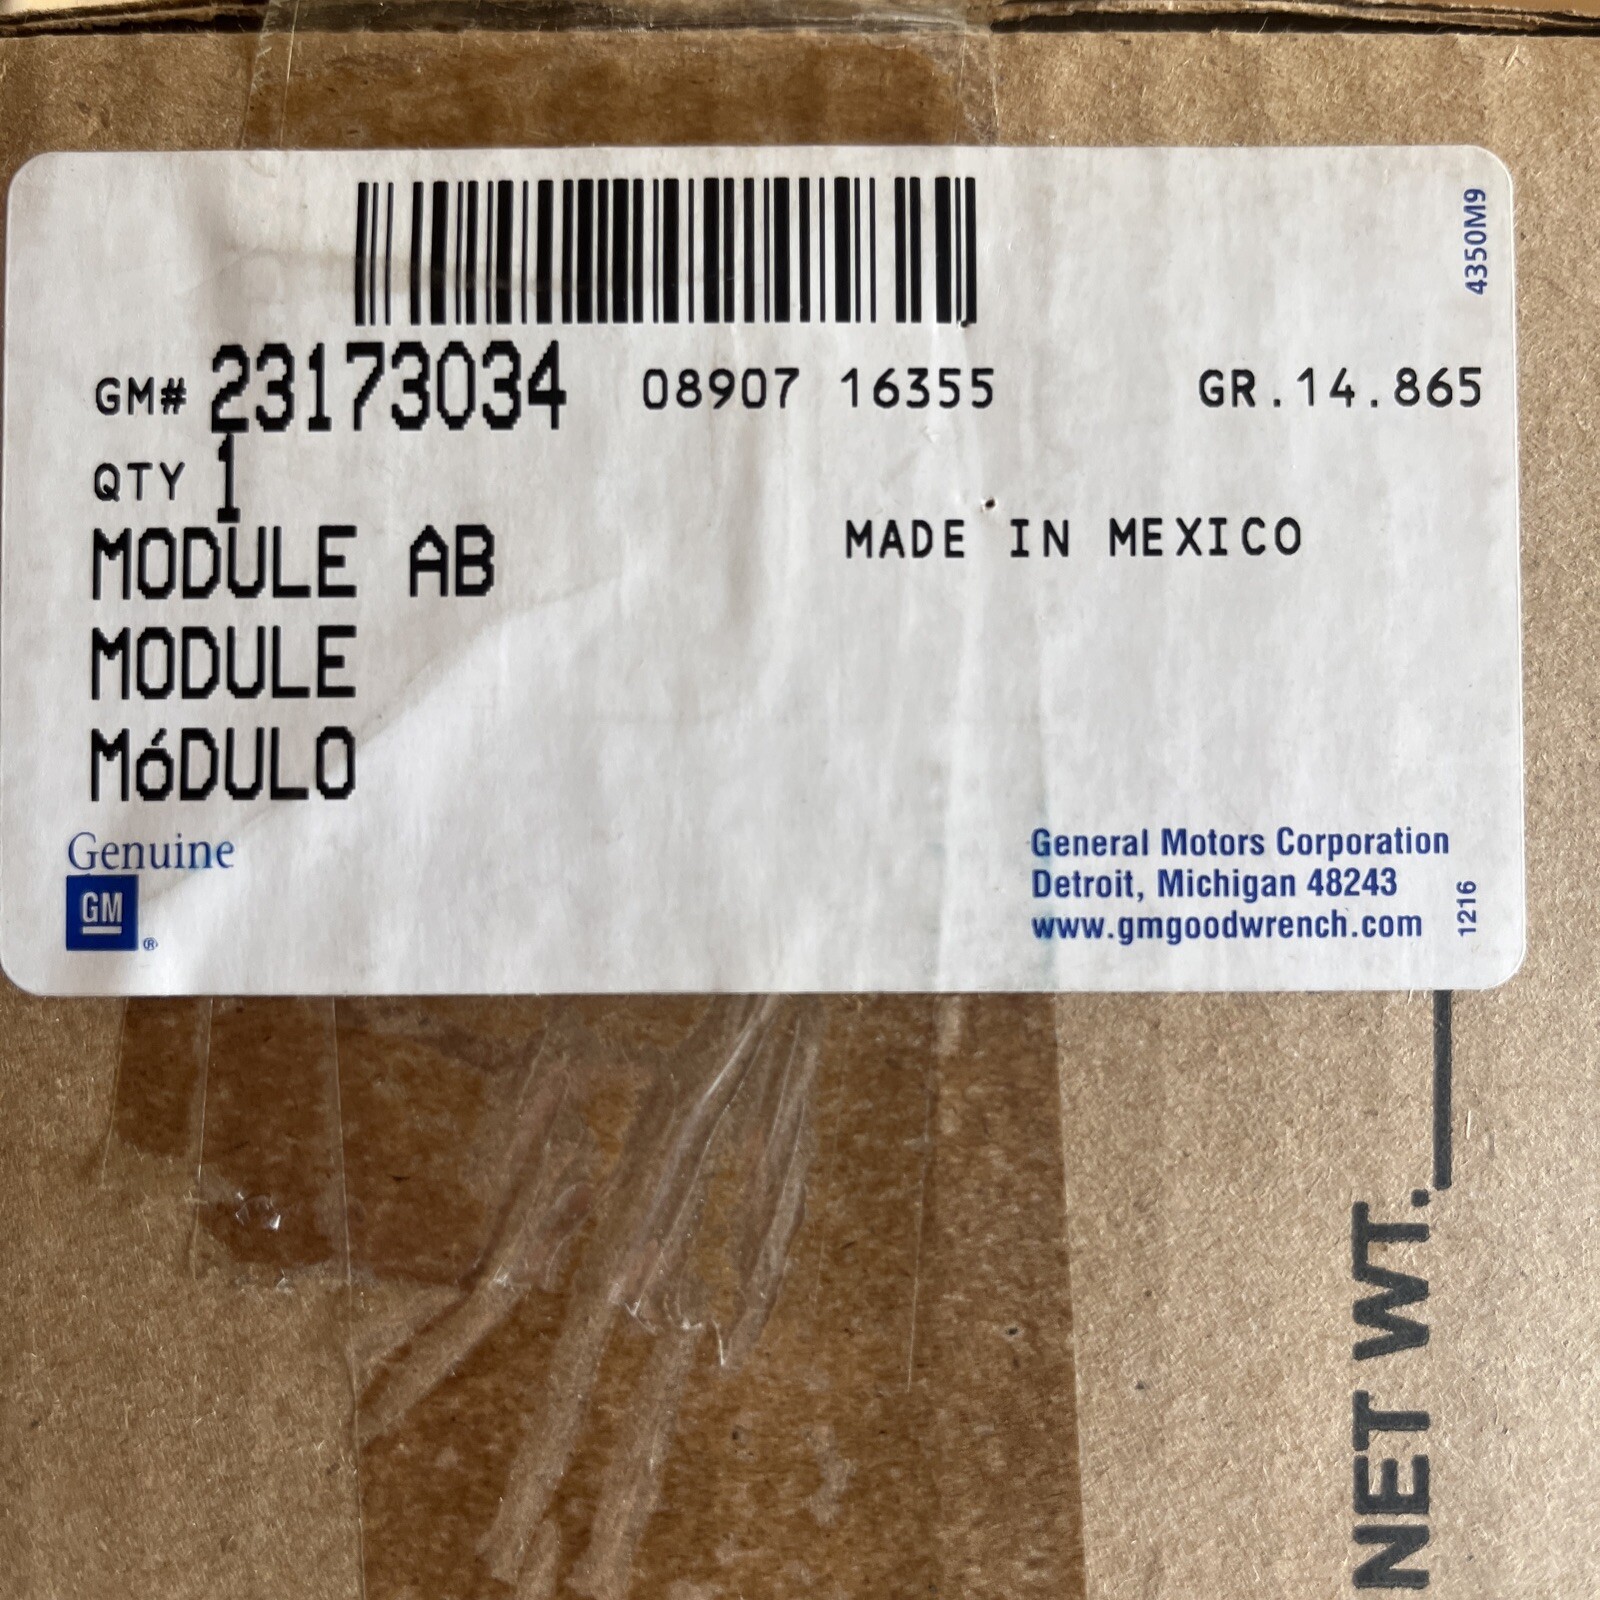 4350M9
GM# 23173034 08907 16355 GR.14.865
QTY 1
MODULE AB
MADE IN MEXICO
MODULE
MóDULO
Genuine
GM
®
General Motors Corporation
Detroit, Michigan 48243
www.gmgoodwrench.com
1216
NET WT.